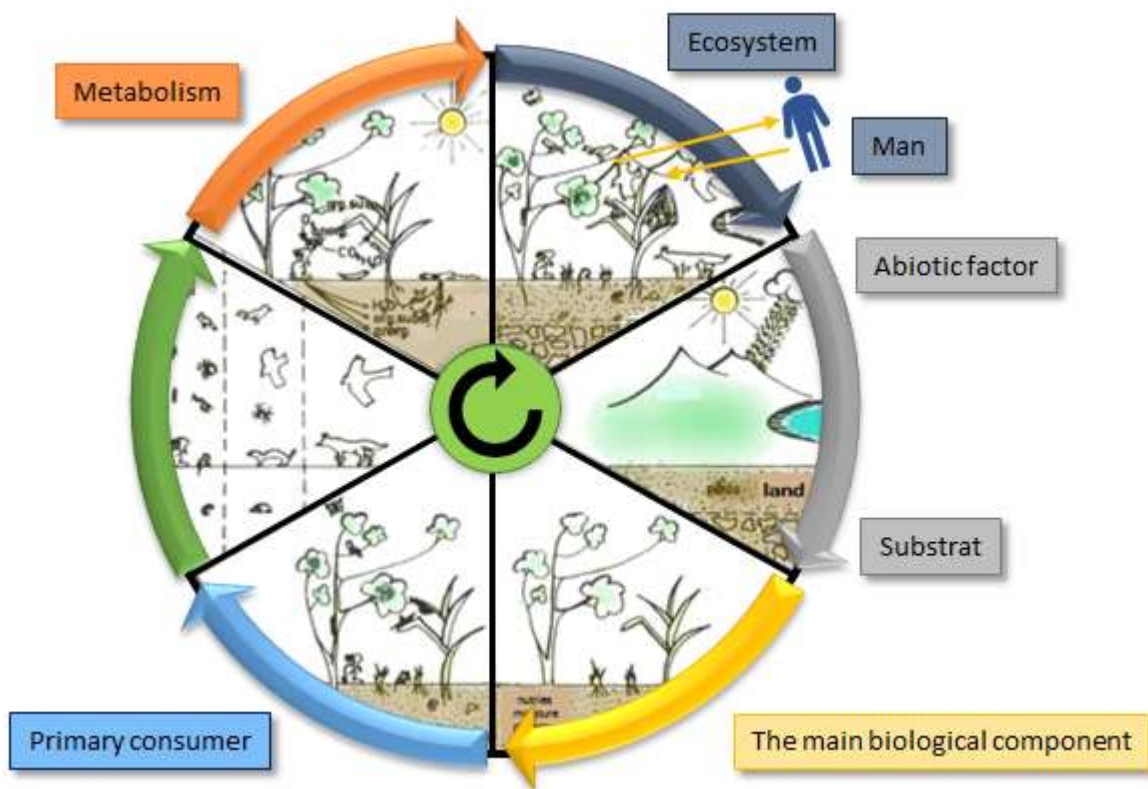 Ecosystem
Metabolism
Man
Abiotic factor
land
Substrat
Primary consumer
The main biological component